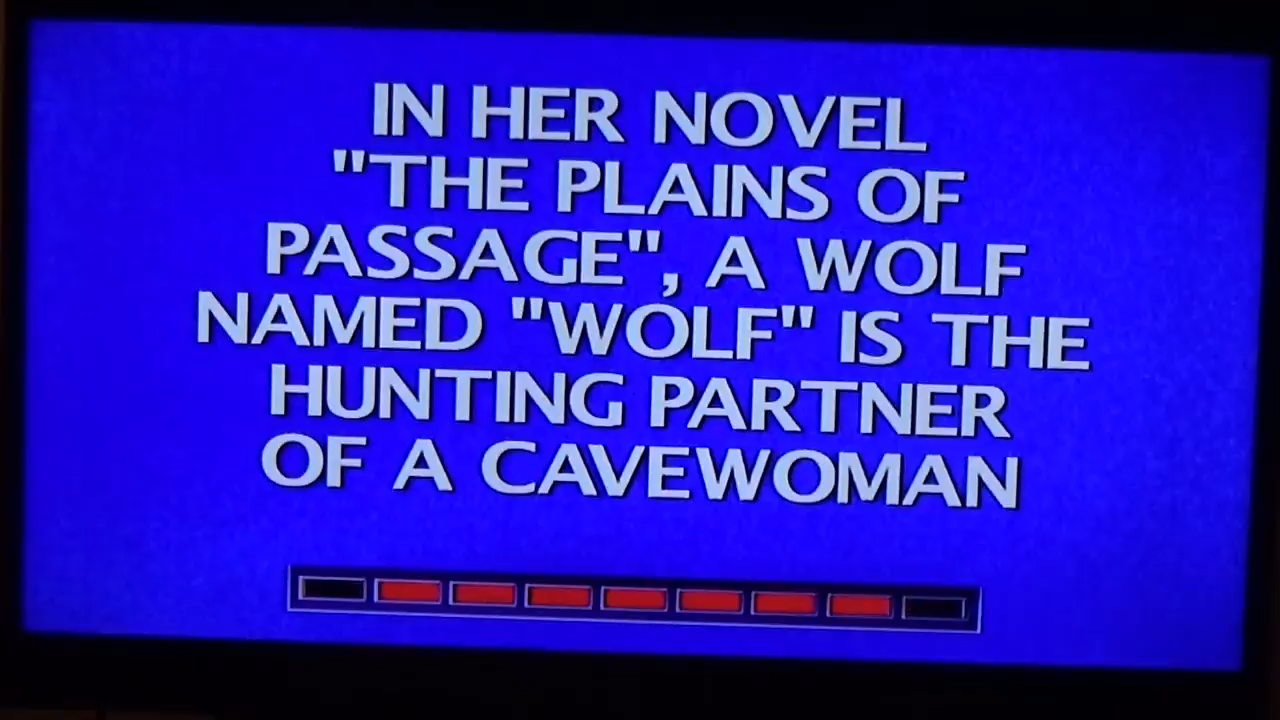 IN HER NOVEL
"THE PLAINS OF
PASSAGE", A WOLF
NAMED "WOLF" IS THE
HUNTING PARTNER
OF A CAVEWOMAN